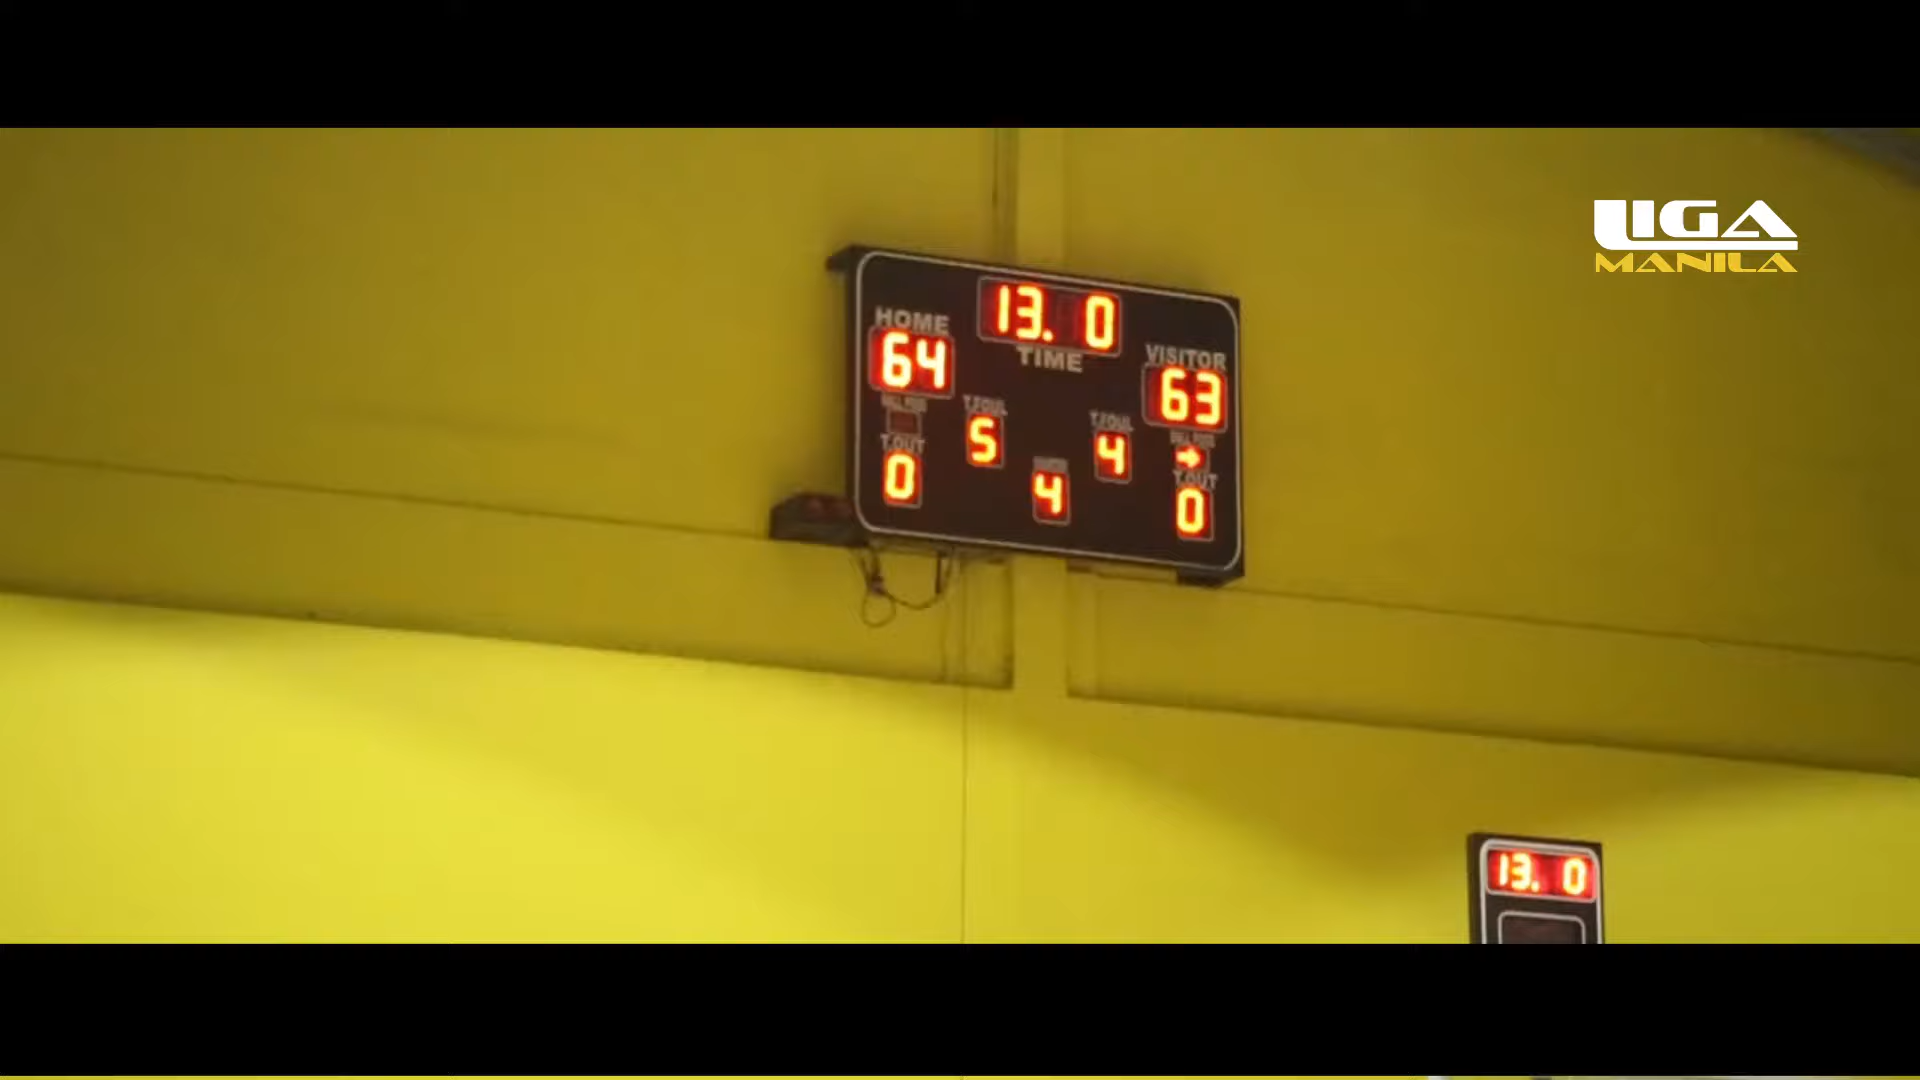 LIGA
MANILA
13. 0
HOME
TIME
VISITOR
64
63
T.FOUL
T.FOUL
5
4
T.OUT
T.OUT
0
4
0
13. 0